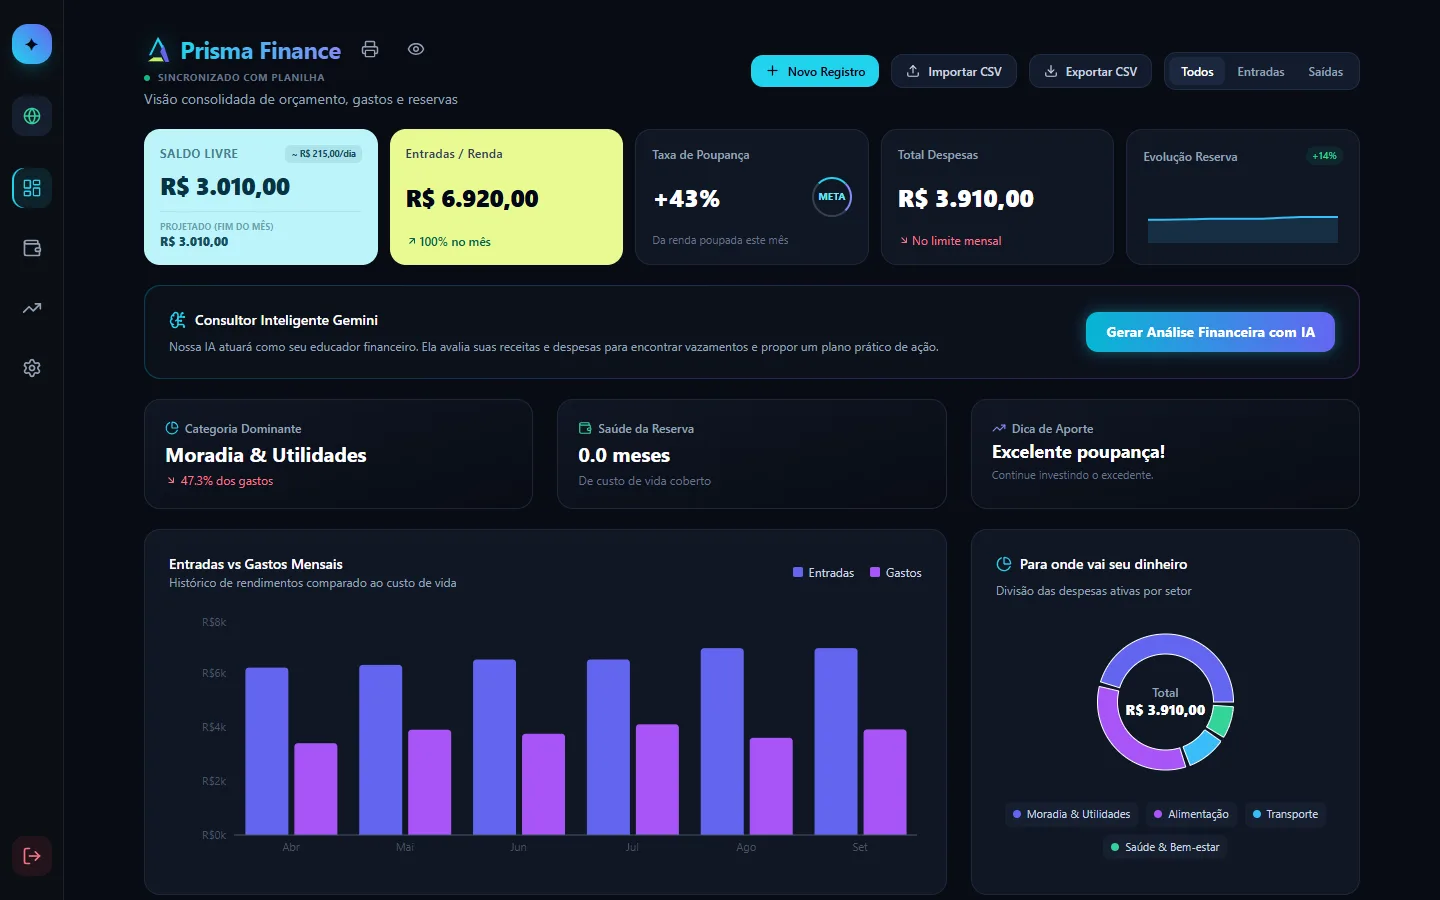 Prisma Finance
SINCRONIZADO COM PLANILHA
Visão consolidada de orçamento, gastos e reservas
Novo Registro
Importar CSV
Exportar CSV
Todos
Entradas
Saídas
SALDO LIVRE
~ R$ 215,00/dia
R$ 3.010,00
PROJETADO (FIM DO MÊS)
R$ 3.010,00
Entradas / Renda
R$ 6.920,00
100% no mês
Taxa de Poupança
+43%
META
Da renda poupada este mês
Total Despesas
R$ 3.910,00
No limite mensal
Evolução Reserva
+14%
Consultor Inteligente Gemini
Nossa IA atuará como seu educador financeiro. Ela avalia suas receitas e despesas para encontrar vazamentos e propor um plano prático de ação.
Gerar Análise Financeira com IA
Categoria Dominante
Moradia & Utilidades
47.3% dos gastos
Saúde da Reserva
0.0 meses
De custo de vida coberto
Dica de Aporte
Excelente poupança!
Continue investindo o excedente.
Entradas vs Gastos Mensais
Histórico de rendimentos comparado ao custo de vida
Entradas
Gastos
R$8k
R$6k
R$4k
R$2k
R$0k
Abr
Mai
Jun
Jul
Ago
Set
Para onde vai seu dinheiro
Divisão das despesas ativas por setor
Total
R$ 3.910,00
Moradia & Utilidades
Alimentação
Transporte
Saúde & Bem-estar